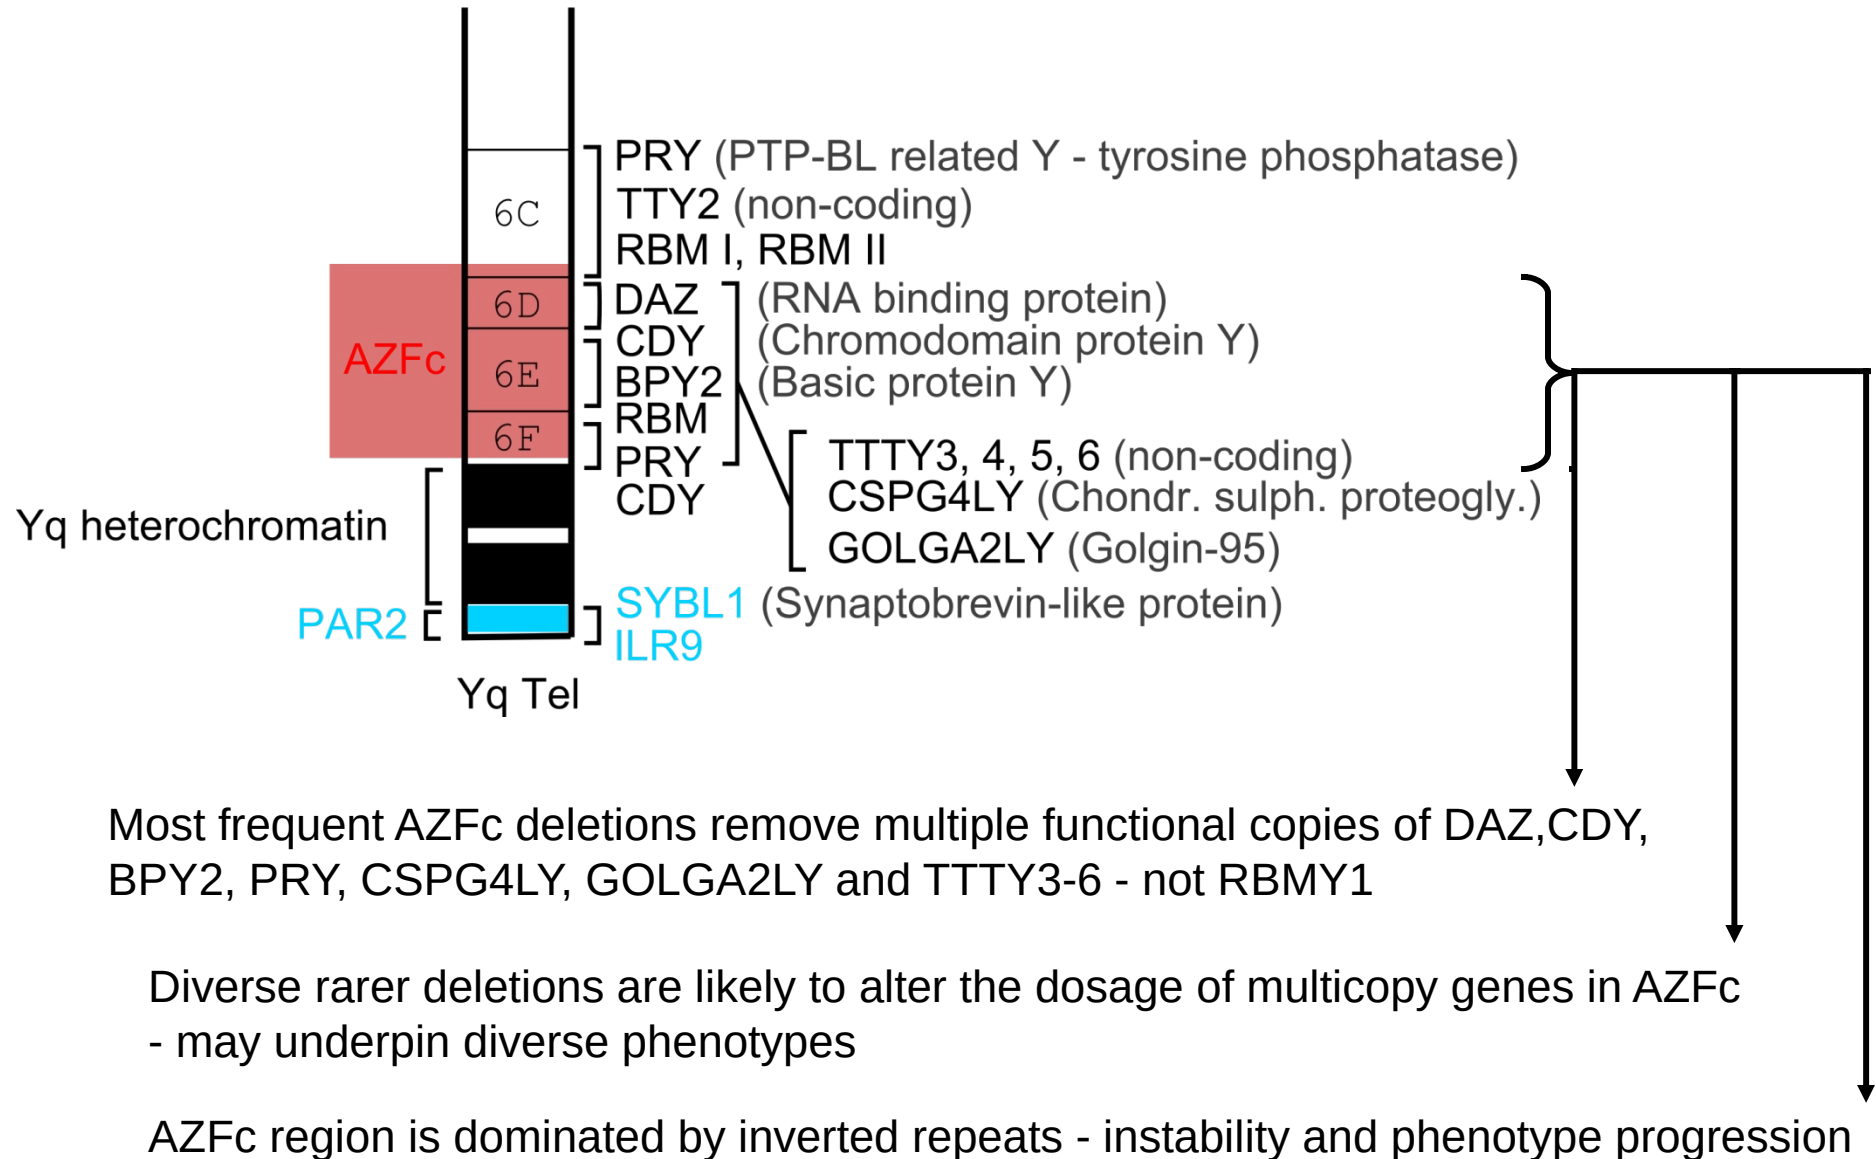 PRY (PTP-BL related Y - tyrosine phosphatase)
6C
TTY2 (non-coding)
RBM I, RBM II
6D
DAZ (RNA binding protein)
CDY (Chromodomain protein Y)
AZFc
6E
BPY2 (Basic protein Y)
RBM
6F
PRY
TTTY3, 4, 5, 6 (non-coding)
CDY
CSPG4LY (Chondr. sulph. proteogly.)
Yq heterochromatin
GOLGA2LY (Golgin-95)
PAR2
SYBL1 (Synaptobrevin-like protein)
ILR9
Yq Tel
Most frequent AZFc deletions remove multiple functional copies of DAZ,CDY,
BPY2, PRY, CSPG4LY, GOLGA2LY and TTTY3-6 - not RBMY1
Diverse rarer deletions are likely to alter the dosage of multicopy genes in AZFc
- may underpin diverse phenotypes
AZFc region is dominated by inverted repeats - instability and phenotype progression